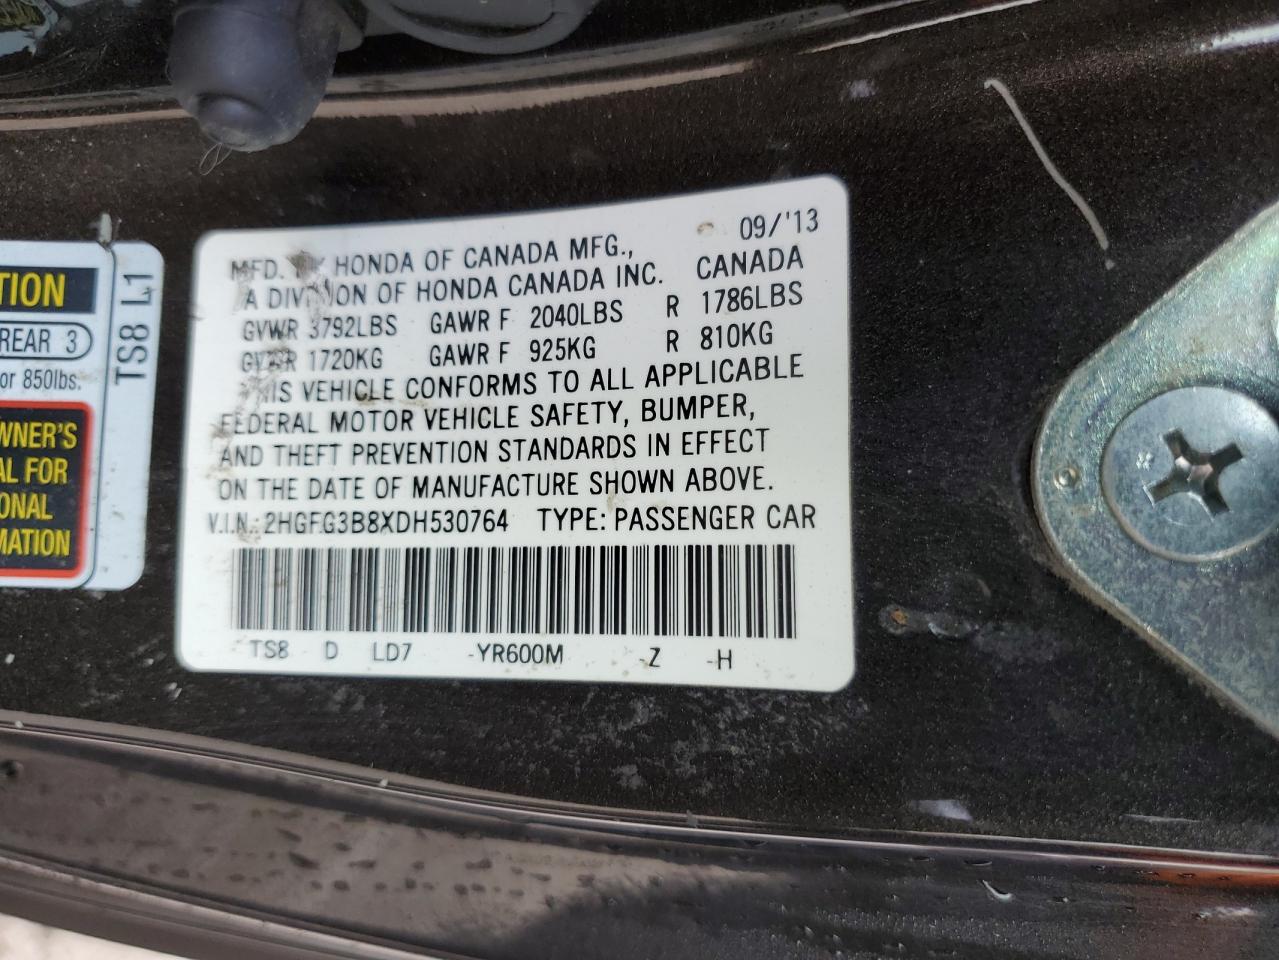 TION
REAR 3
or 850lbs.
WNER'S
AL FOR
ONAL
MATION
TS8 L1
09/'13
MFD. HONDA OF CANADA MFG.,
A DIVISION OF HONDA CANADA INC. CANADA
GVWR 3792LBS GAWR F 2040LBS R 1786LBS
GVWR 1720KG GAWR F 925KG R 810KG
THIS VEHICLE CONFORMS TO ALL APPLICABLE
FEDERAL MOTOR VEHICLE SAFETY, BUMPER,
AND THEFT PREVENTION STANDARDS IN EFFECT
ON THE DATE OF MANUFACTURE SHOWN ABOVE.
V.I.N.: 2HGFG3B8XDH530764 TYPE: PASSENGER CAR
TS8 D LD7 -YR600M -Z -H